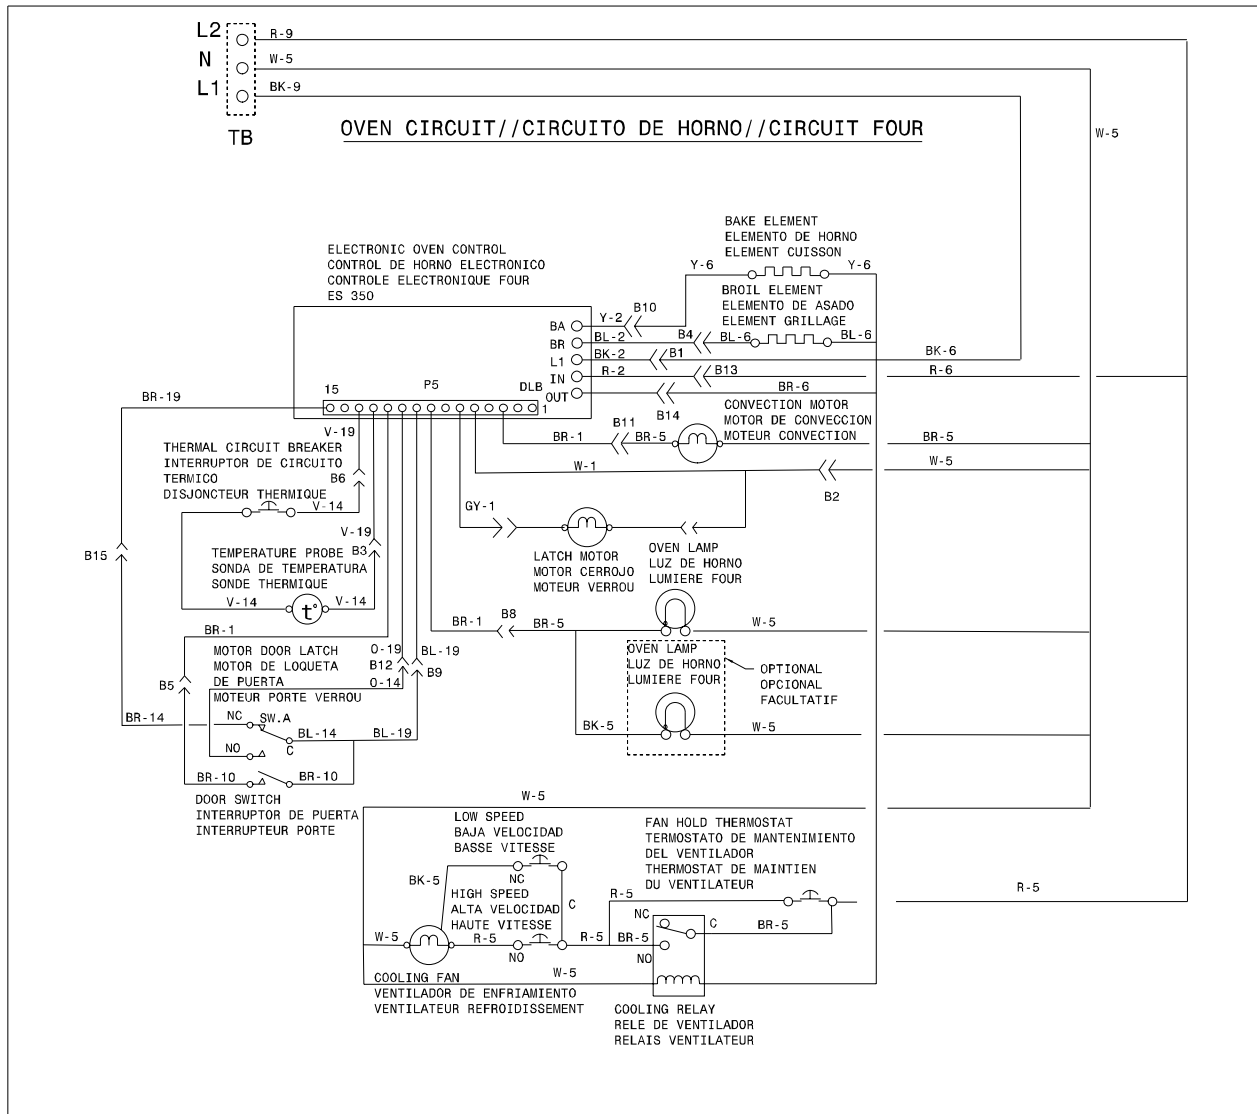 L2
R-9
N
W-5
L1
BK-9
TB
OVEN CIRCUIT//CIRCUITO DE HORNO//CIRCUIT FOUR
W-5
BAKE ELEMENT
ELEMENTO DE HORNO
ELEMENT CUISSON
Y-6
Y-6
ELECTRONIC OVEN CONTROL
CONTROL DE HORNO ELECTRONICO
CONTROLE ELECTRONIQUE FOUR
ES 350
BROIL ELEMENT
ELEMENTO DE ASADO
ELEMENT GRILLAGE
BA
Y-2
B10
BR
BL-2
B4
BL-6
BL-6
L1
BK-2
B1
BK-6
IN
R-2
B13
R-6
DLB
OUT
BR-6
B14
15
P5
1
BR-19
CONVECTION MOTOR
MOTOR DE CONVECCION
MOTEUR CONVECTION
BR-1
B11
BR-5
BR-5
W-1
W-5
B2
V-19
THERMAL CIRCUIT BREAKER
INTERRUPTOR DE CIRCUITO
TERMICO
DISJONCTEUR THERMIQUE
B6
V-14
GY-1
V-19
B3
B15
TEMPERATURE PROBE
SONDA DE TEMPERATURA
SONDE THERMIQUE
V-14
t°
V-14
LATCH MOTOR
MOTOR CERROJO
MOTEUR VERROU
OVEN LAMP
LUZ DE HORNO
LUMIERE FOUR
BR-1
BR-1
B8
BR-5
W-5
MOTOR DOOR LATCH
MOTOR DE LOQUETA
DE PUERTA
MOTEUR PORTE VERROU
O-19
B12
O-14
BL-19
B9
B5
OVEN LAMP
LUZ DE HORNO
LUMIERE FOUR
OPTIONAL
OPCIONAL
FACULTATIF
BR-14
NC
SW.A
BL-14
BL-19
C
NO
BK-5
W-5
BR-10
BR-10
DOOR SWITCH
INTERRUPTOR DE PUERTA
INTERRUPTEUR PORTE
W-5
LOW SPEED
BAJA VELOCIDAD
BASSE VITESSE
FAN HOLD THERMOSTAT
TERMOSTATO DE MANTENIMIENTO
DEL VENTILADOR
THERMOSTAT DE MAINTIEN
DU VENTILATEUR
BK-5
NC
C
HIGH SPEED
ALTA VELOCIDAD
HAUTE VITESSE
R-5
R-5
NC
C
BR-5
W-5
R-5
NO
R-5
BR-5
NO
W-5
COOLING FAN
VENTILADOR DE ENFRIAMIENTO
VENTILATEUR REFROIDISSEMENT
COOLING RELAY
RELE DE VENTILADOR
RELAIS VENTILATEUR